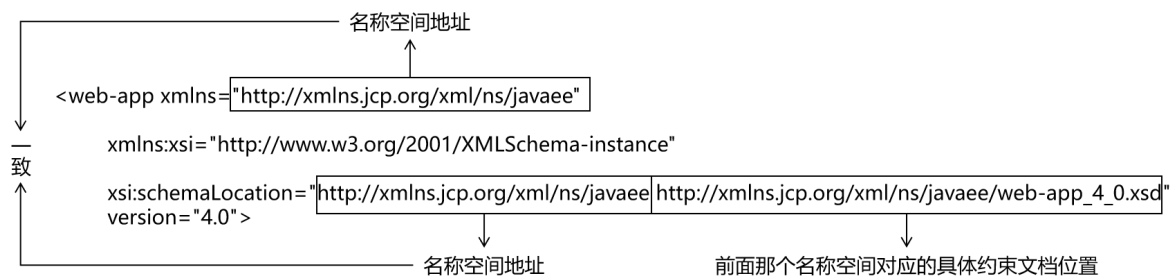 名称空间地址
<web-app xmlns="http://xmlns.jcp.org/xml/ns/javaee"
xmlns:xsi="http://www.w3.org/2001/XMLSchema-instance"
一致
xsi:schemaLocation="http://xmlns.jcp.org/xml/ns/javaee http://xmlns.jcp.org/xml/ns/javaee/web-app_4_0.xsd"
version="4.0">
名称空间地址 前面那个名称空间对应的具体约束文档位置